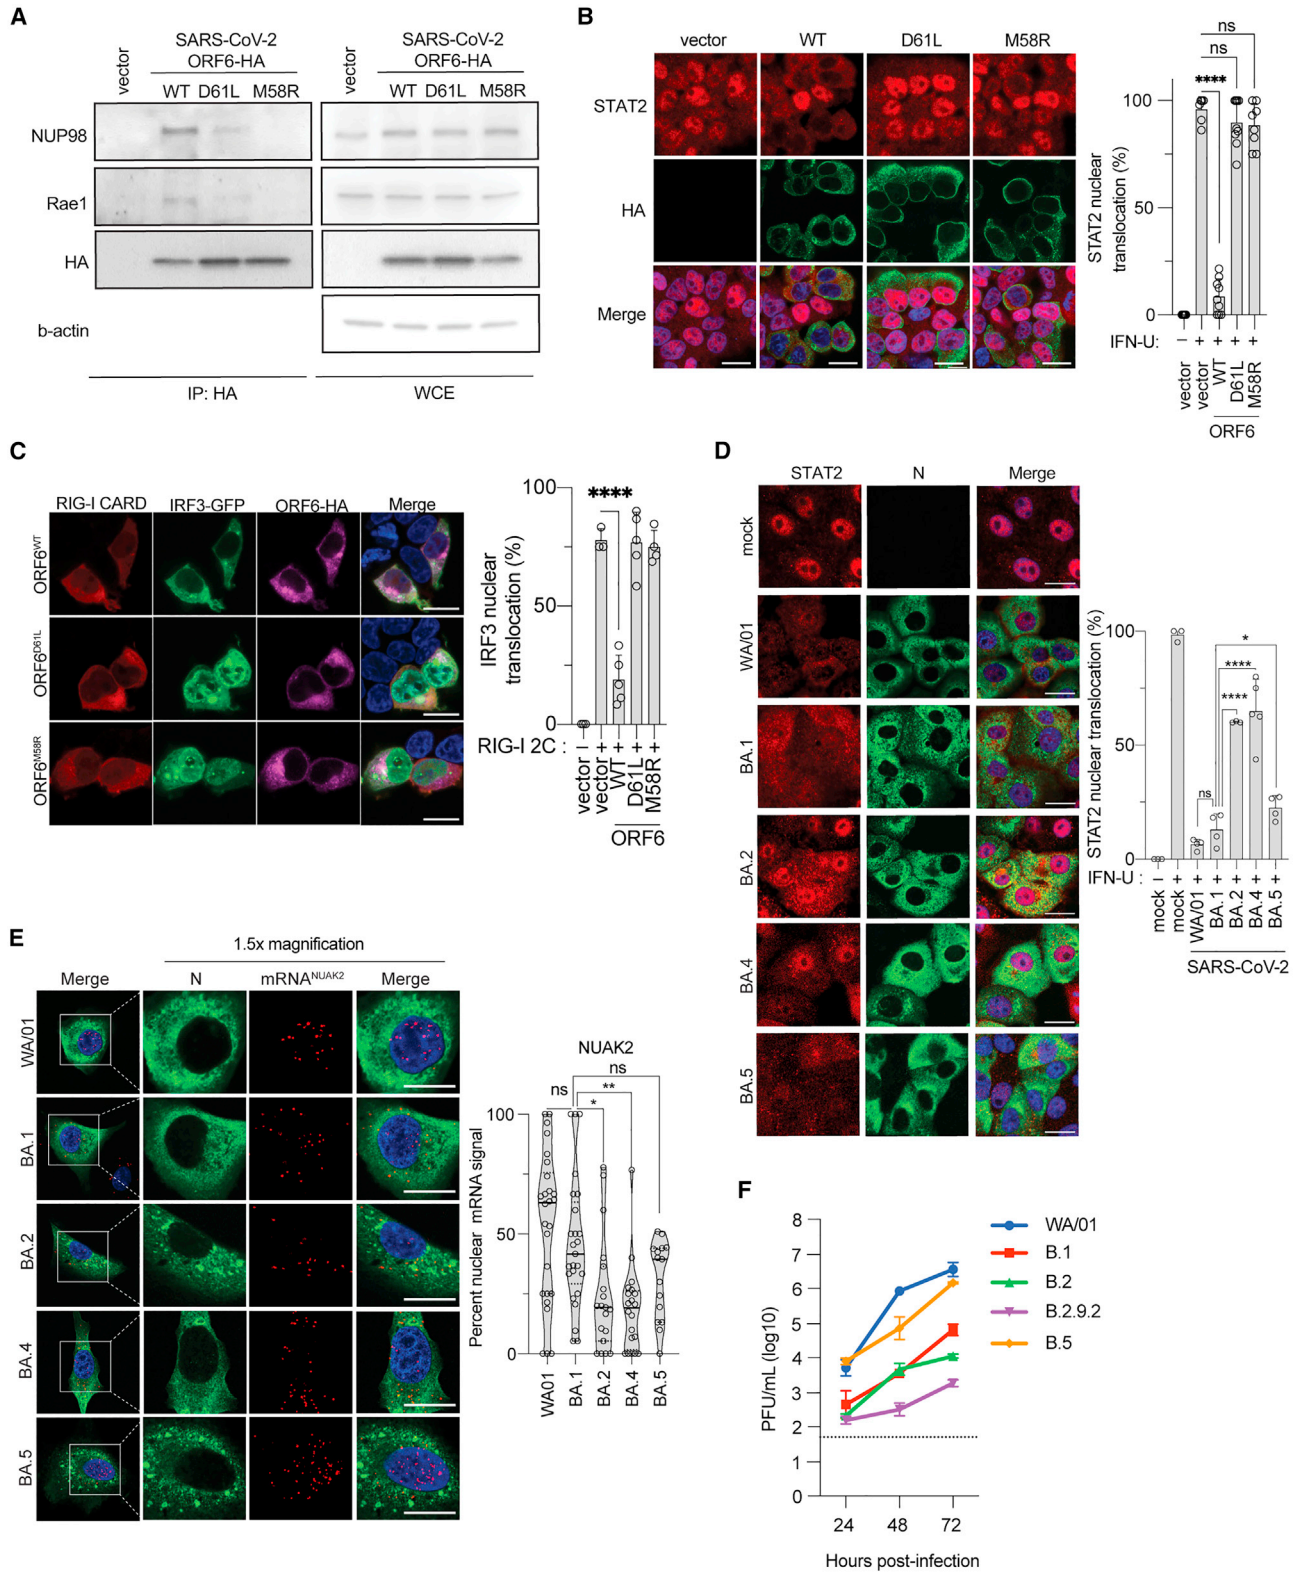 A
SARS-CoV-2
ORF6-HA
vector
WT D61L M58R
SARS-CoV-2
ORF6-HA
vector
WT D61L M58R
NUP98
Rae1
HA
b-actin
IP: HA
WCE
B
vector WT D61L M58R
STAT2
HA
Merge
ns
ns
****
100
50
0
STAT2 nuclear
translocation (%)
IFN-U: – + + + +
vector
vector
WT
D61L
M58R
ORF6
C
RIG-I CARD IRF3-GFP ORF6-HA Merge
ORF6WT
ORF6D61L
ORF6M58R
****
100
50
0
IRF3 nuclear
translocation (%)
RIG-I 2C : – + + + +
vector
vector
WT
D61L
M58R
ORF6
D
STAT2 N Merge
mock
WA/01
BA.1
BA.2
BA.4
BA.5
*
****
****
ns
100
50
0
STAT2 nuclear translocation (%)
IFN-U : – + + + + + +
mock
mock
WA/01
BA.1
BA.2
BA.4
BA.5
SARS-CoV-2
E
1.5x magnification
Merge N mRNANUAK2 Merge
WA/01
BA.1
BA.2
BA.4
BA.5
NUAK2
ns
ns
**
*
100
50
0
Percent nuclear mRNA signal
WA01
BA.1
BA.2
BA.4
BA.5
F
8
7
6
5
4
3
2
1
0
PFU/mL (log10)
24 48 72
Hours post-infection
WA/01
B.1
B.2
B.2.9.2
B.5